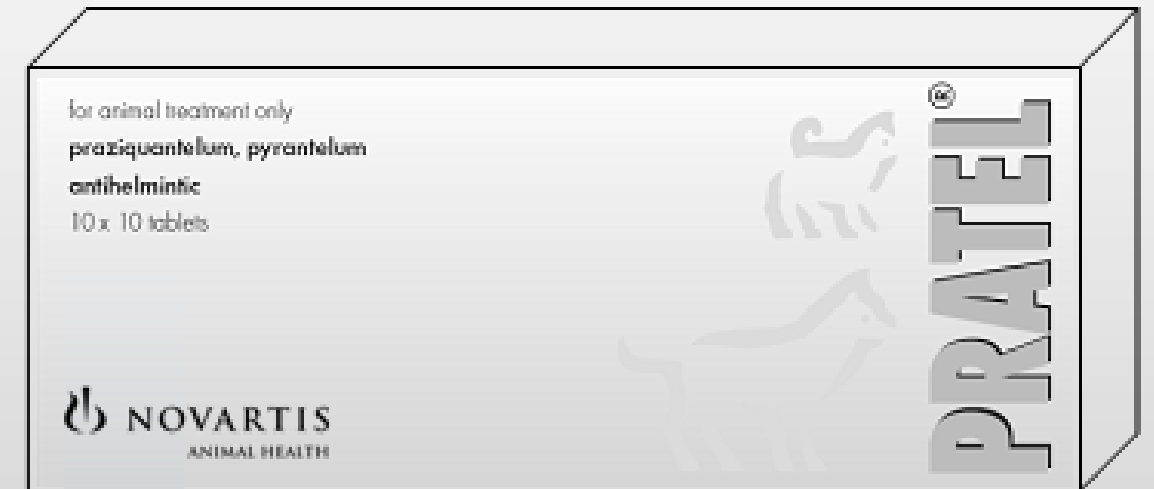 for animal treatment only
praziquantelum, pyrantelum
antihelmintic
10 x 10 tablets
NOVARTIS
ANIMAL HEALTH
PRATEL